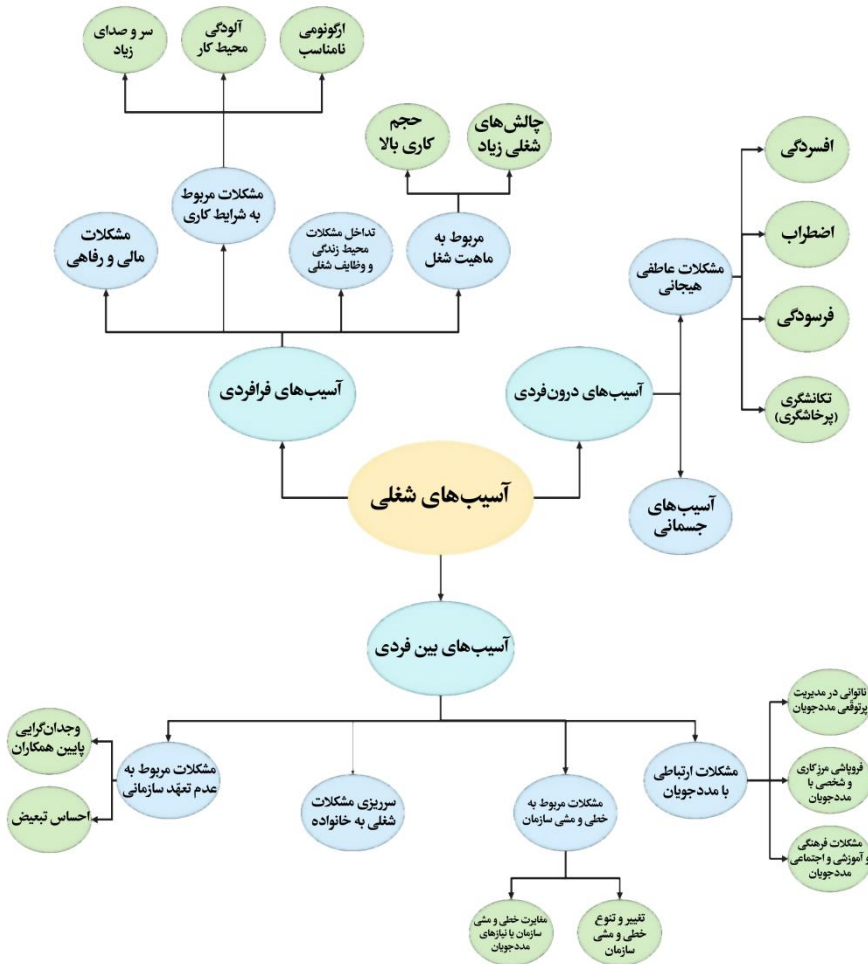 ارگونومی
نامناسب
آلودگی
محیط کار
سر و صدای
زیاد
چالش‌های
شغلی زیاد
حجم
کاری بالا
افسردگی
اضطراب
فرسودگی
تکانشگری
(پرخاشگری)
مشکلات عاطفی
هیجانی
مربوط به
ماهیت شغل
تداخل مشکلات
محیط زندگی
و وظایف شغلی
مشکلات مربوط
به شرایط کاری
مشکلات
مالی و رفاهی
آسیب‌های درون‌فردی
آسیب‌های فرافردی
آسیب‌های
جسمانی
آسیب‌های شغلی
آسیب‌های بین فردی
مشکلات ارتباطی
با مددجویان
ناتوانی در مدیریت
پرتوقعی مددجویان
فروپاشی مرز کاری
و شخصی با
مددجویان
مشکلات فرهنگی
و آموزشی و اجتماعی
مددجویان
مشکلات مربوط به
خطی و مشی سازمان
تغییر و تنوع
خطی و مشی
سازمان
مغایرت خطی و مشی
سازمان با نیازهای
مددجویان
سرریزی مشکلات
شغلی به خانواده
مشکلات مربوط به
عدم تعهّد سازمانی
وجدان‌گرایی
پایین همکاران
احساس تبعیض